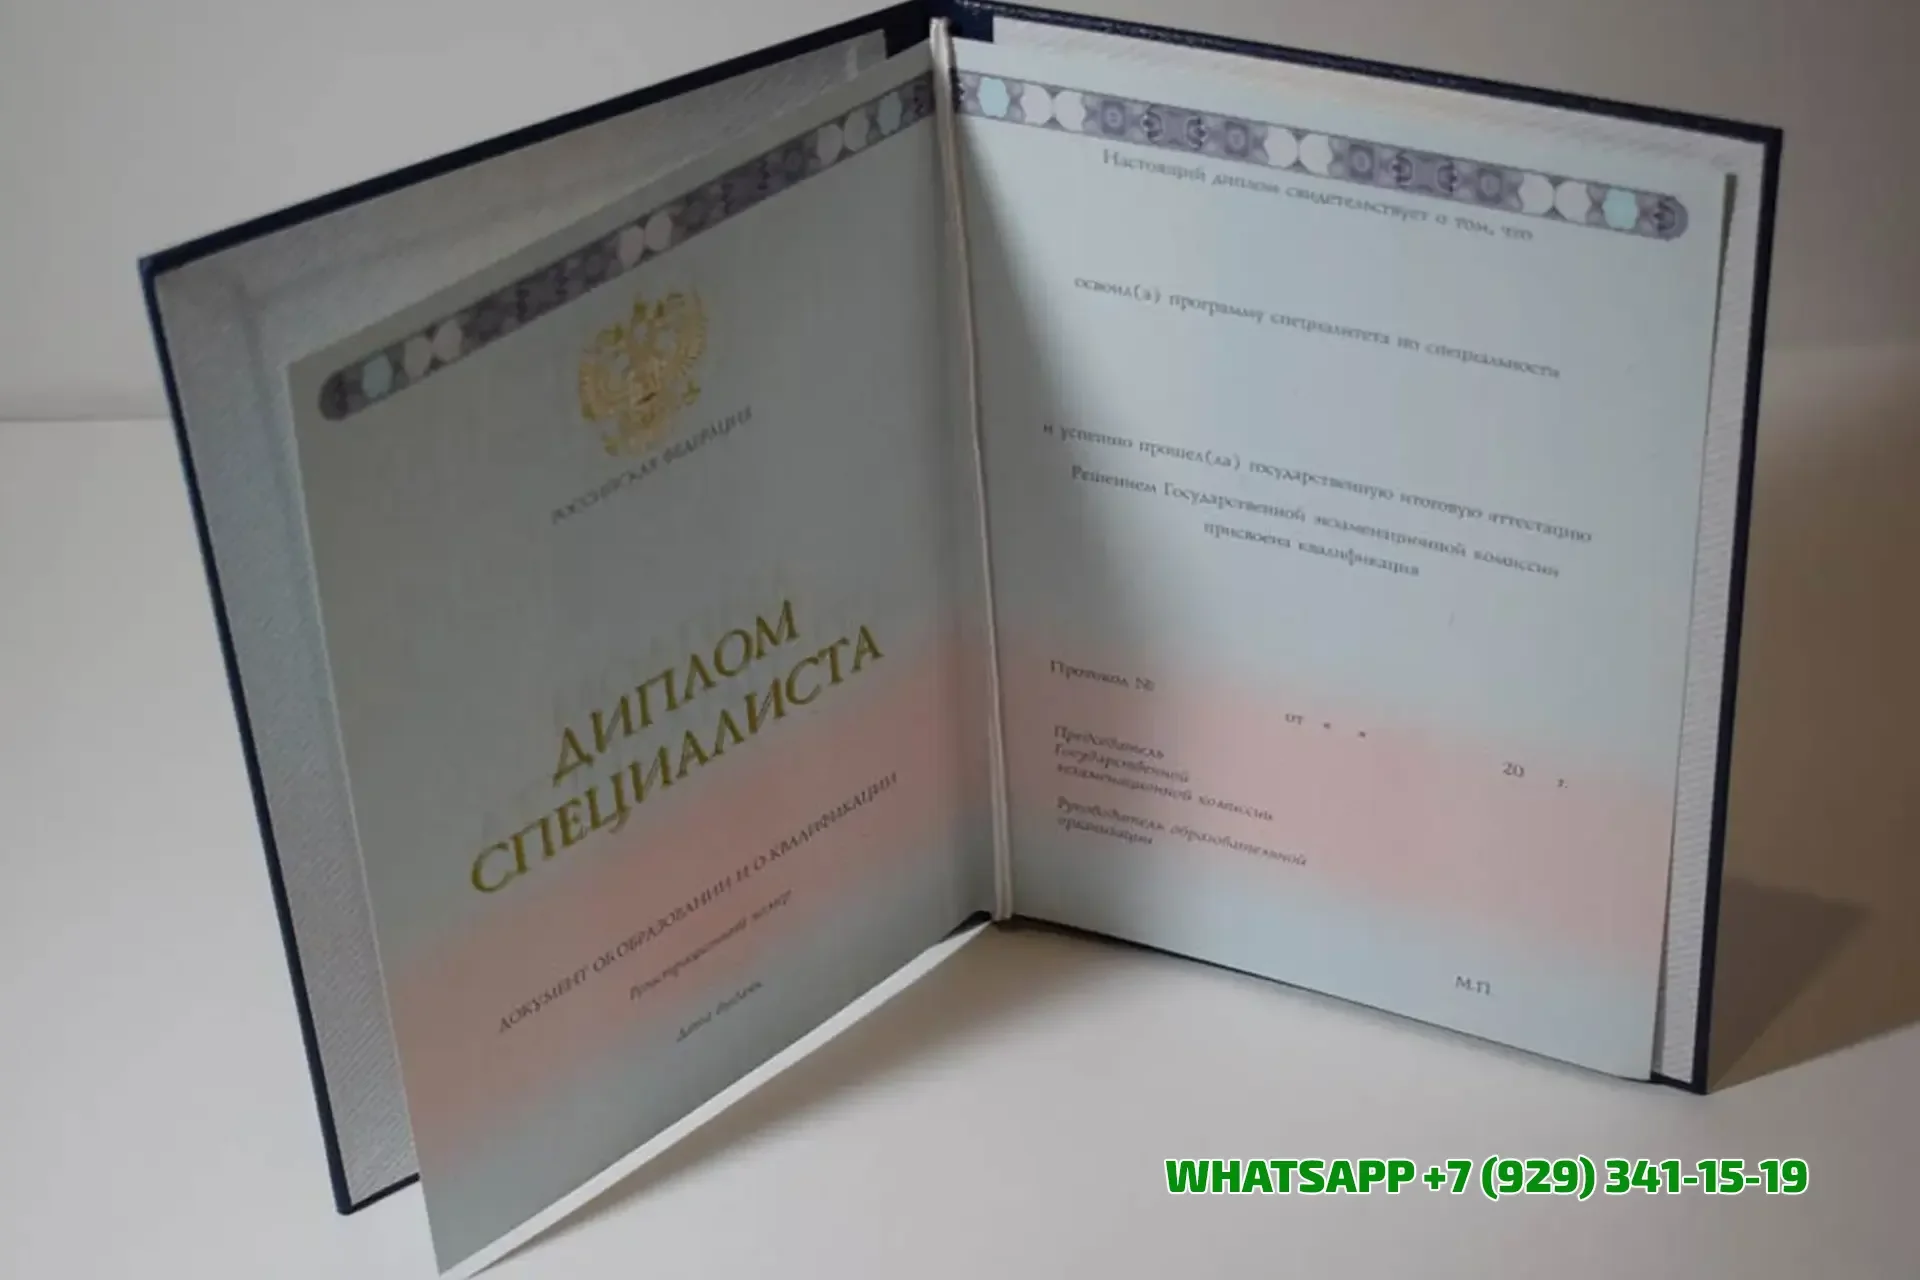 РОССИЙСКАЯ ФЕДЕРАЦИЯ
ДИПЛОМ
СПЕЦИАЛИСТА
ДОКУМЕНТ ОБ ОБРАЗОВАНИИ И О КВАЛИФИКАЦИИ
Регистрационный номер
Дата выдачи
Настоящий диплом свидетельствует о том, что
освоил(а) программу специалитета по специальности
и успешно прошел(ла) государственную итоговую аттестацию
Решением Государственной экзаменационной комиссии
присвоена квалификация
Протокол №
от « »
20 г.
Председатель
Государственной
экзаменационной комиссии
Руководитель образовательной
организации
М.П.
WHATSAPP +7 (929) 341-15-19